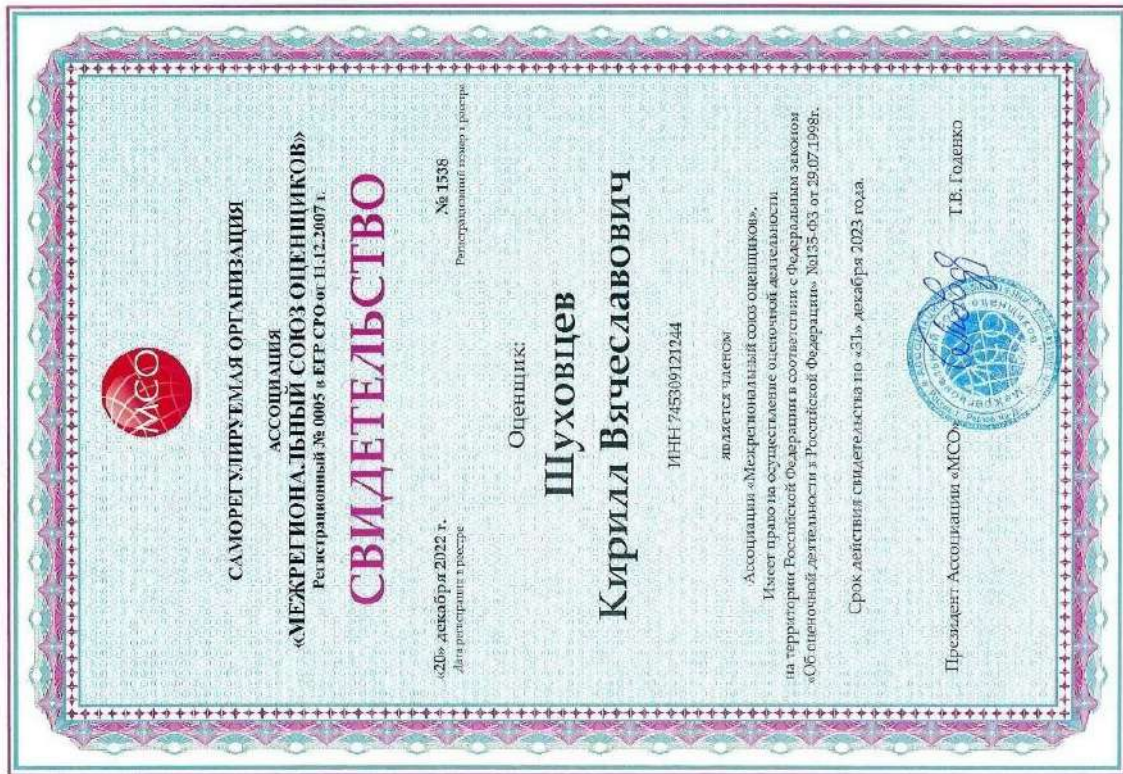 МСО
САМОРЕГУЛИРУЕМАЯ ОРГАНИЗАЦИЯ
АССОЦИАЦИЯ
«МЕЖРЕГИОНАЛЬНЫЙ СОЮЗ ОЦЕНЩИКОВ»
Регистрационный № 0005 в ЕГР СРО от 11.12.2007 г.
СВИДЕТЕЛЬСТВО
«20» декабря 2022 г. № 1538
Дата регистрации в реестре Регистрационный номер в реестре
Оценщик:
Шуховцев
Кирилл Вячеславович
ИНН 745309121244
является членом
Ассоциации «Межрегиональный союз оценщиков».
Имеет право на осуществление оценочной деятельности
на территории Российской Федерации в соответствии с Федеральным законом
«Об оценочной деятельности в Российской Федерации» №135-ФЗ от 29.07.1998г.
Срок действия свидетельства по «31» декабря 2023 года.
Президент Ассоциации «МСО» Т.В. Годенко